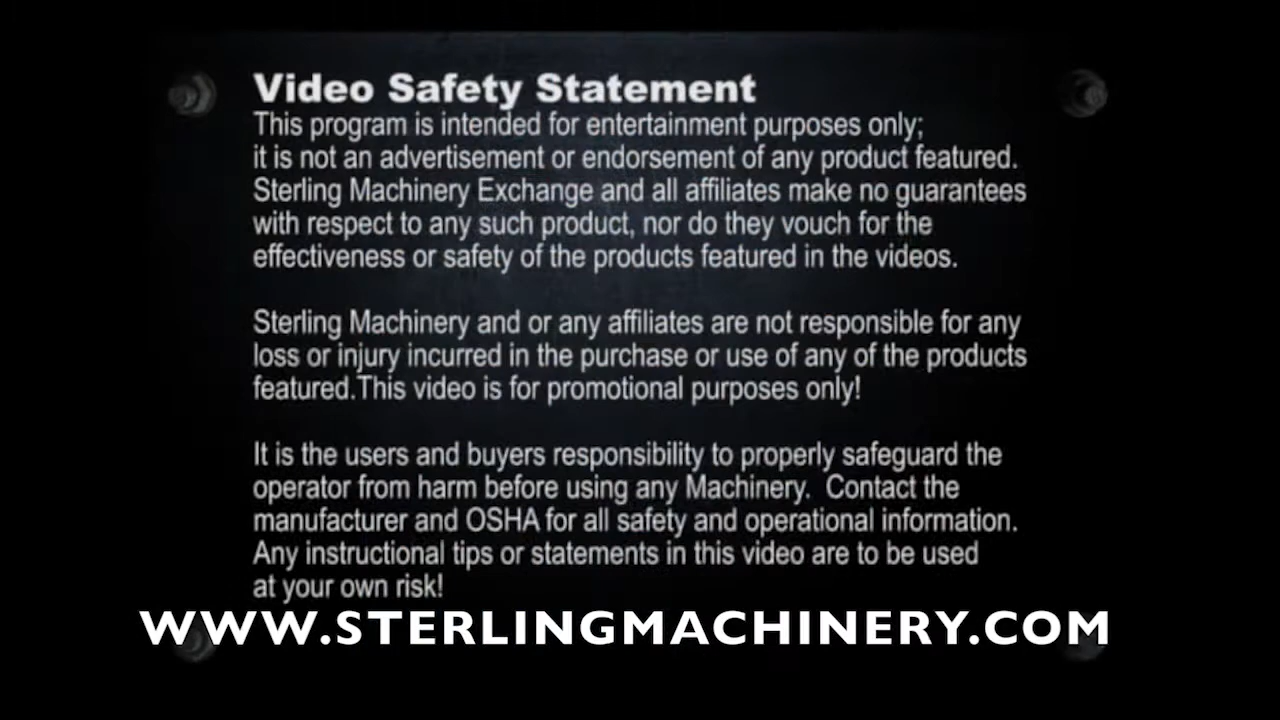 Video Safety Statement
This program is intended for entertainment purposes only;
it is not an advertisement or endorsement of any product featured.
Sterling Machinery Exchange and all affiliates make no guarantees
with respect to any such product, nor do they vouch for the
effectiveness or safety of the products featured in the videos.
Sterling Machinery and or any affiliates are not responsible for any
loss or injury incurred in the purchase or use of any of the products
featured.This video is for promotional purposes only!
It is the users and buyers responsibility to properly safeguard the
operator from harm before using any Machinery.  Contact the
manufacturer and OSHA for all safety and operational information.
Any instructional tips or statements in this video are to be used
at your own risk!
WWW.STERLINGMACHINERY.COM